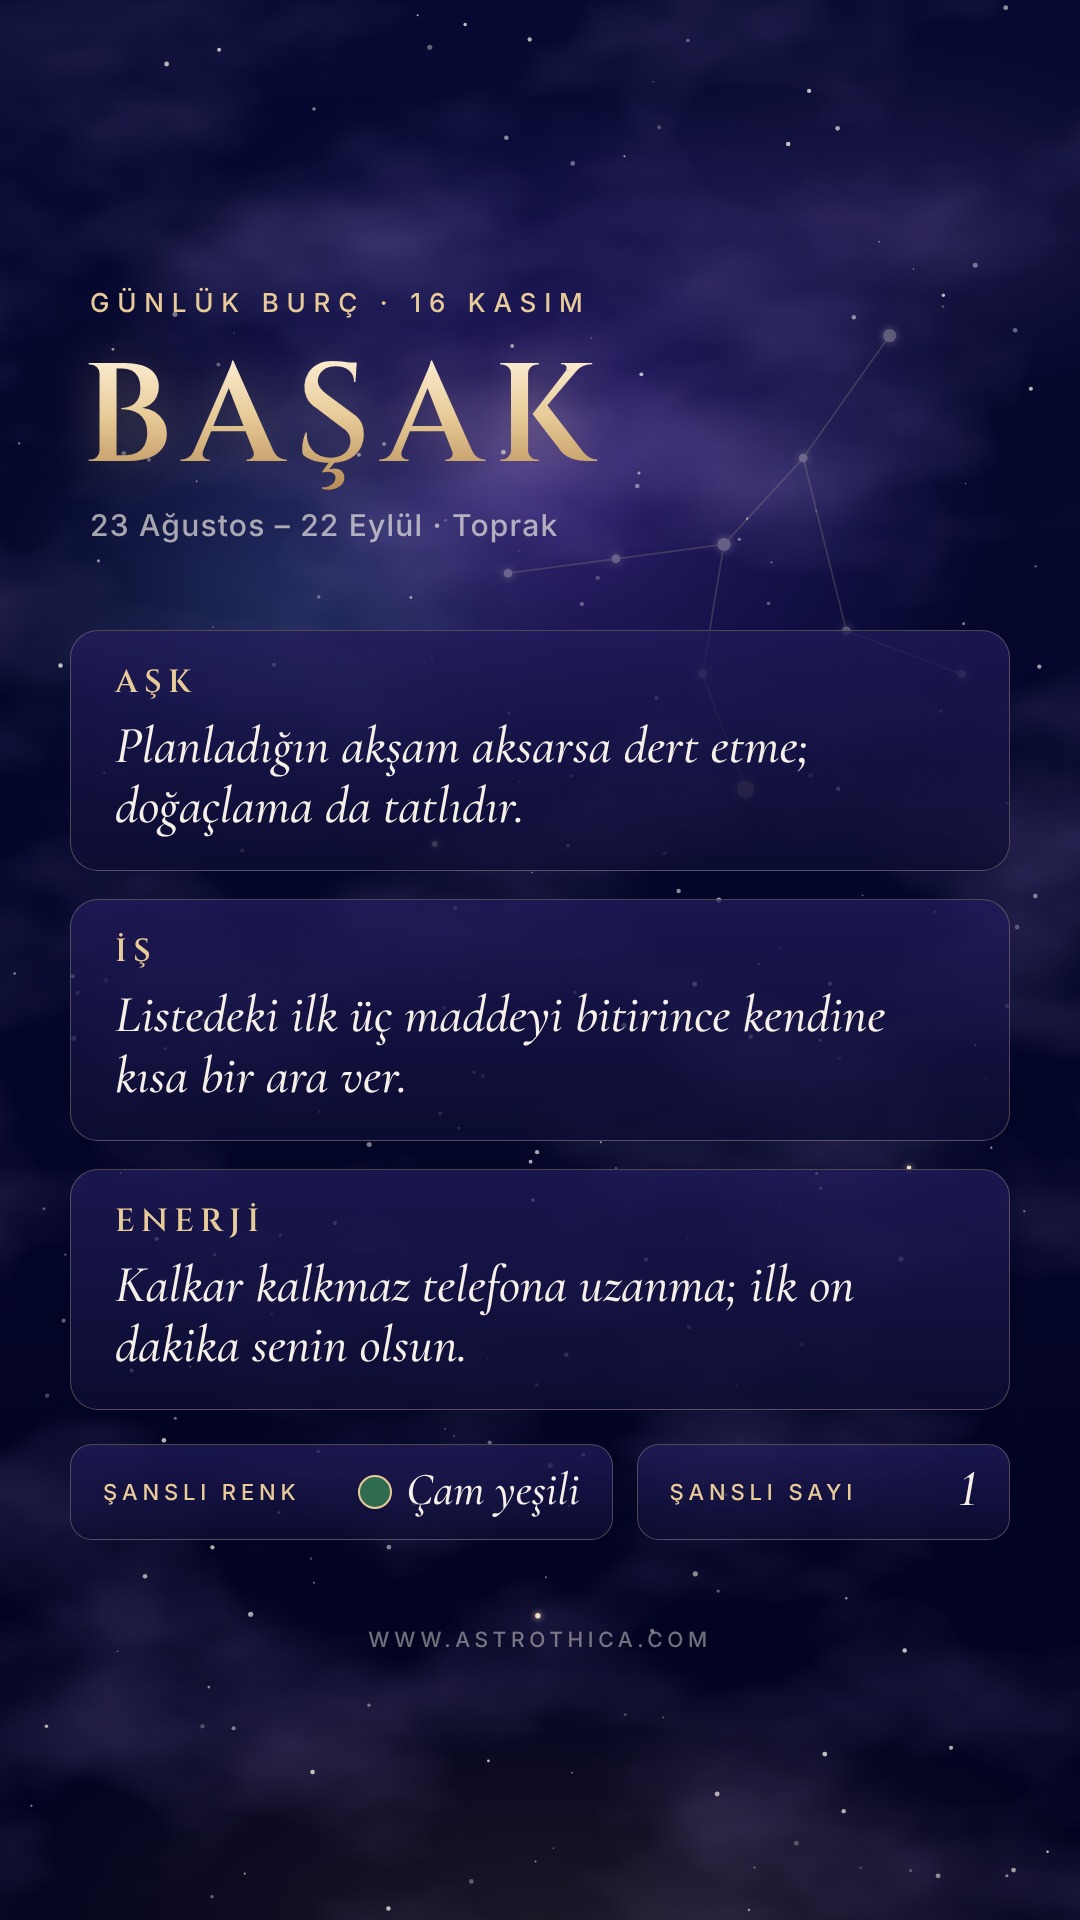 GÜNLÜK BURÇ · 16 KASIM
BAŞAK
23 Ağustos – 22 Eylül · Toprak
AŞK
Planladığın akşam aksarsa dert etme;
doğaçlama da tatlıdır.
İŞ
Listedeki ilk üç maddeyi bitirince kendine
kısa bir ara ver.
ENERJİ
Kalkar kalkmaz telefona uzanma; ilk on
dakika senin olsun.
ŞANSLI RENK Çam yeşili
ŞANSLI SAYI 1
WWW.ASTROTHICA.COM